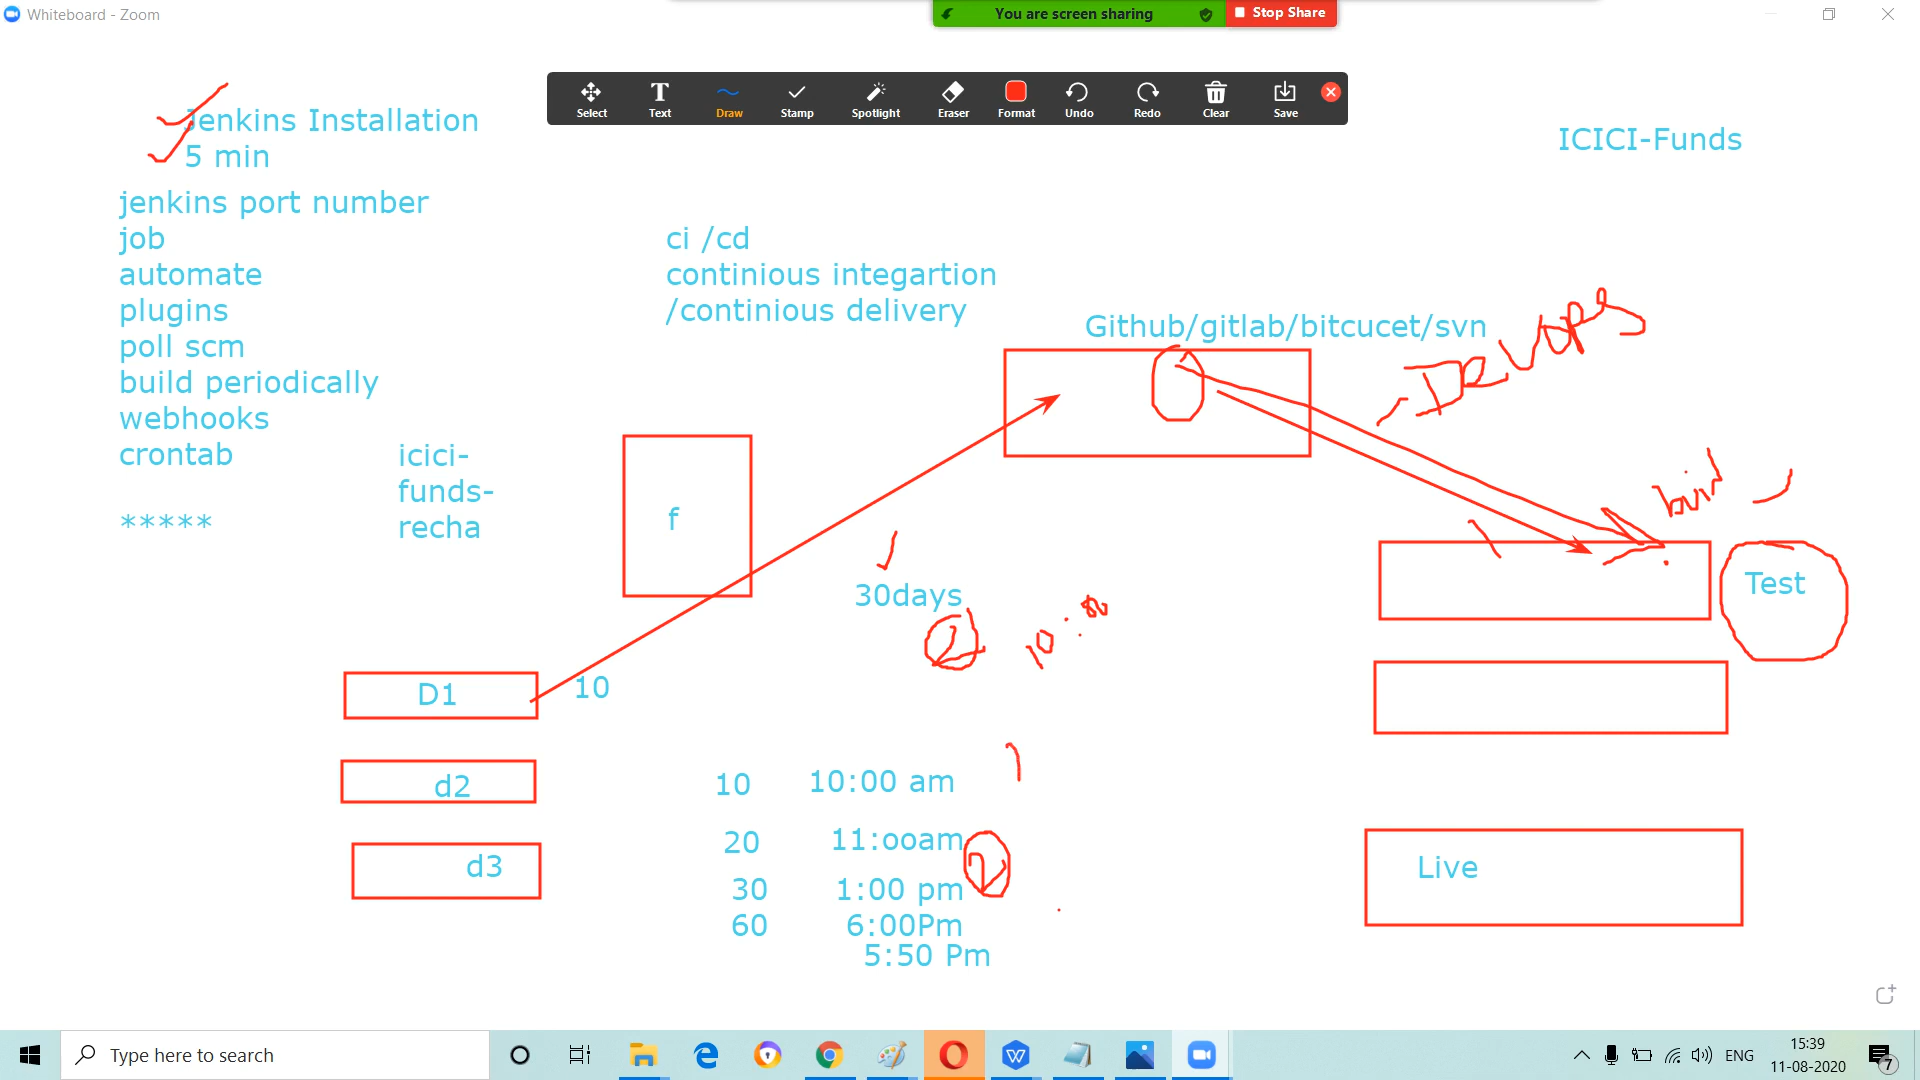 Whiteboard - Zoom
You are screen sharing
Stop Share
Select
Text
Draw
Stamp
Spotlight
Eraser
Format
Undo
Redo
Clear
Save
Jenkins Installation
5 min
jenkins port number
job
automate
plugins
poll scm
build periodically
webhooks
crontab
*****
icici-
funds-
recha
ci /cd
continious integartion
/continious delivery
ICICI-Funds
Github/gitlab/bitcucet/svn
f
30days
2
D1
10
d2
d3
10 10:00 am
20 11:ooam
2
30 1:00 pm
60 6:00Pm
5:50 Pm
Test
Live
Type here to search
ENG
15:39
11-08-2020
7